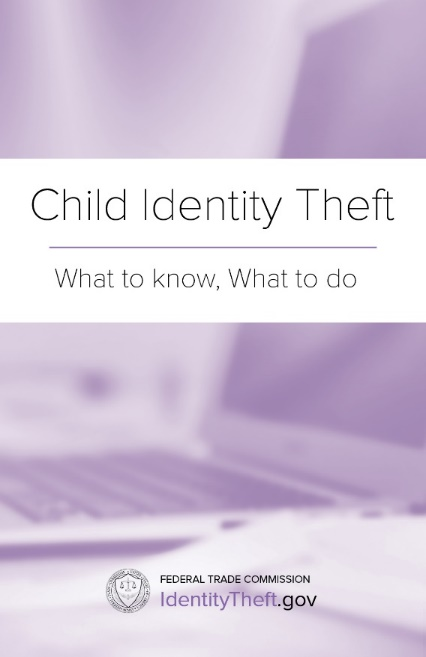 Child Identity Theft
What to know, What to do
FEDERAL TRADE COMMISSION
IdentityTheft.gov